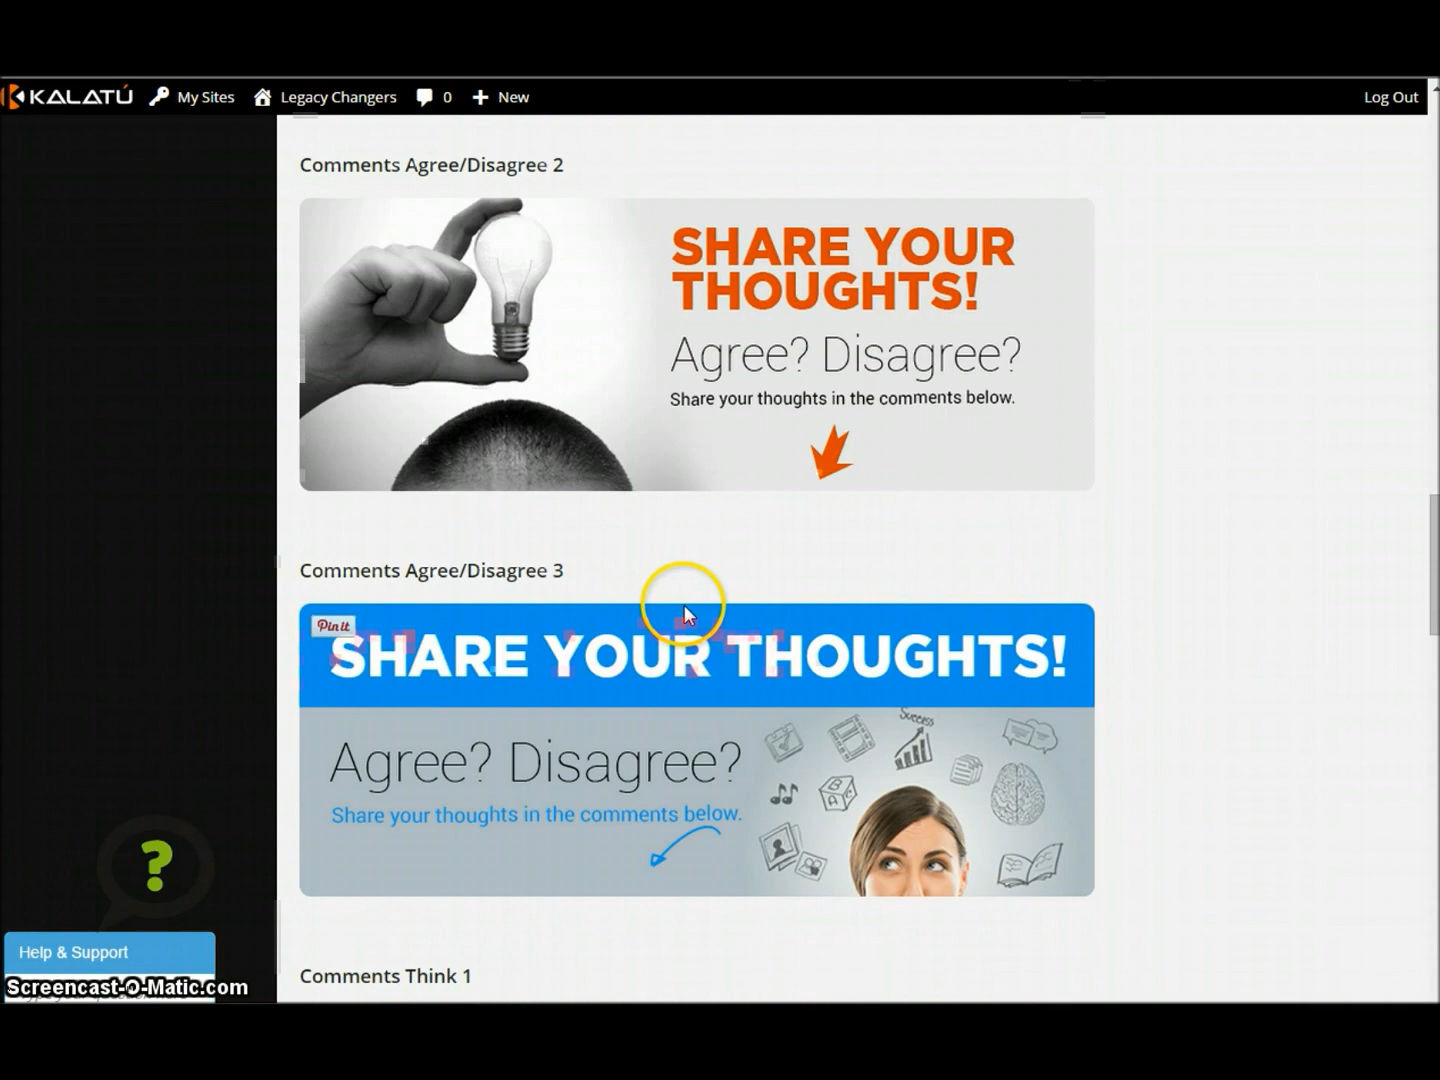 KALATÚ My Sites Legacy Changers 0 New Log Out
Comments Agree/Disagree 2
SHARE YOUR
THOUGHTS!
Agree? Disagree?
Share your thoughts in the comments below.
Comments Agree/Disagree 3
Pin it
SHARE YOUR THOUGHTS!
Success
Agree? Disagree?
Share your thoughts in the comments below.
Comments Think 1
?
Help & Support
Screencast-O-Matic.com